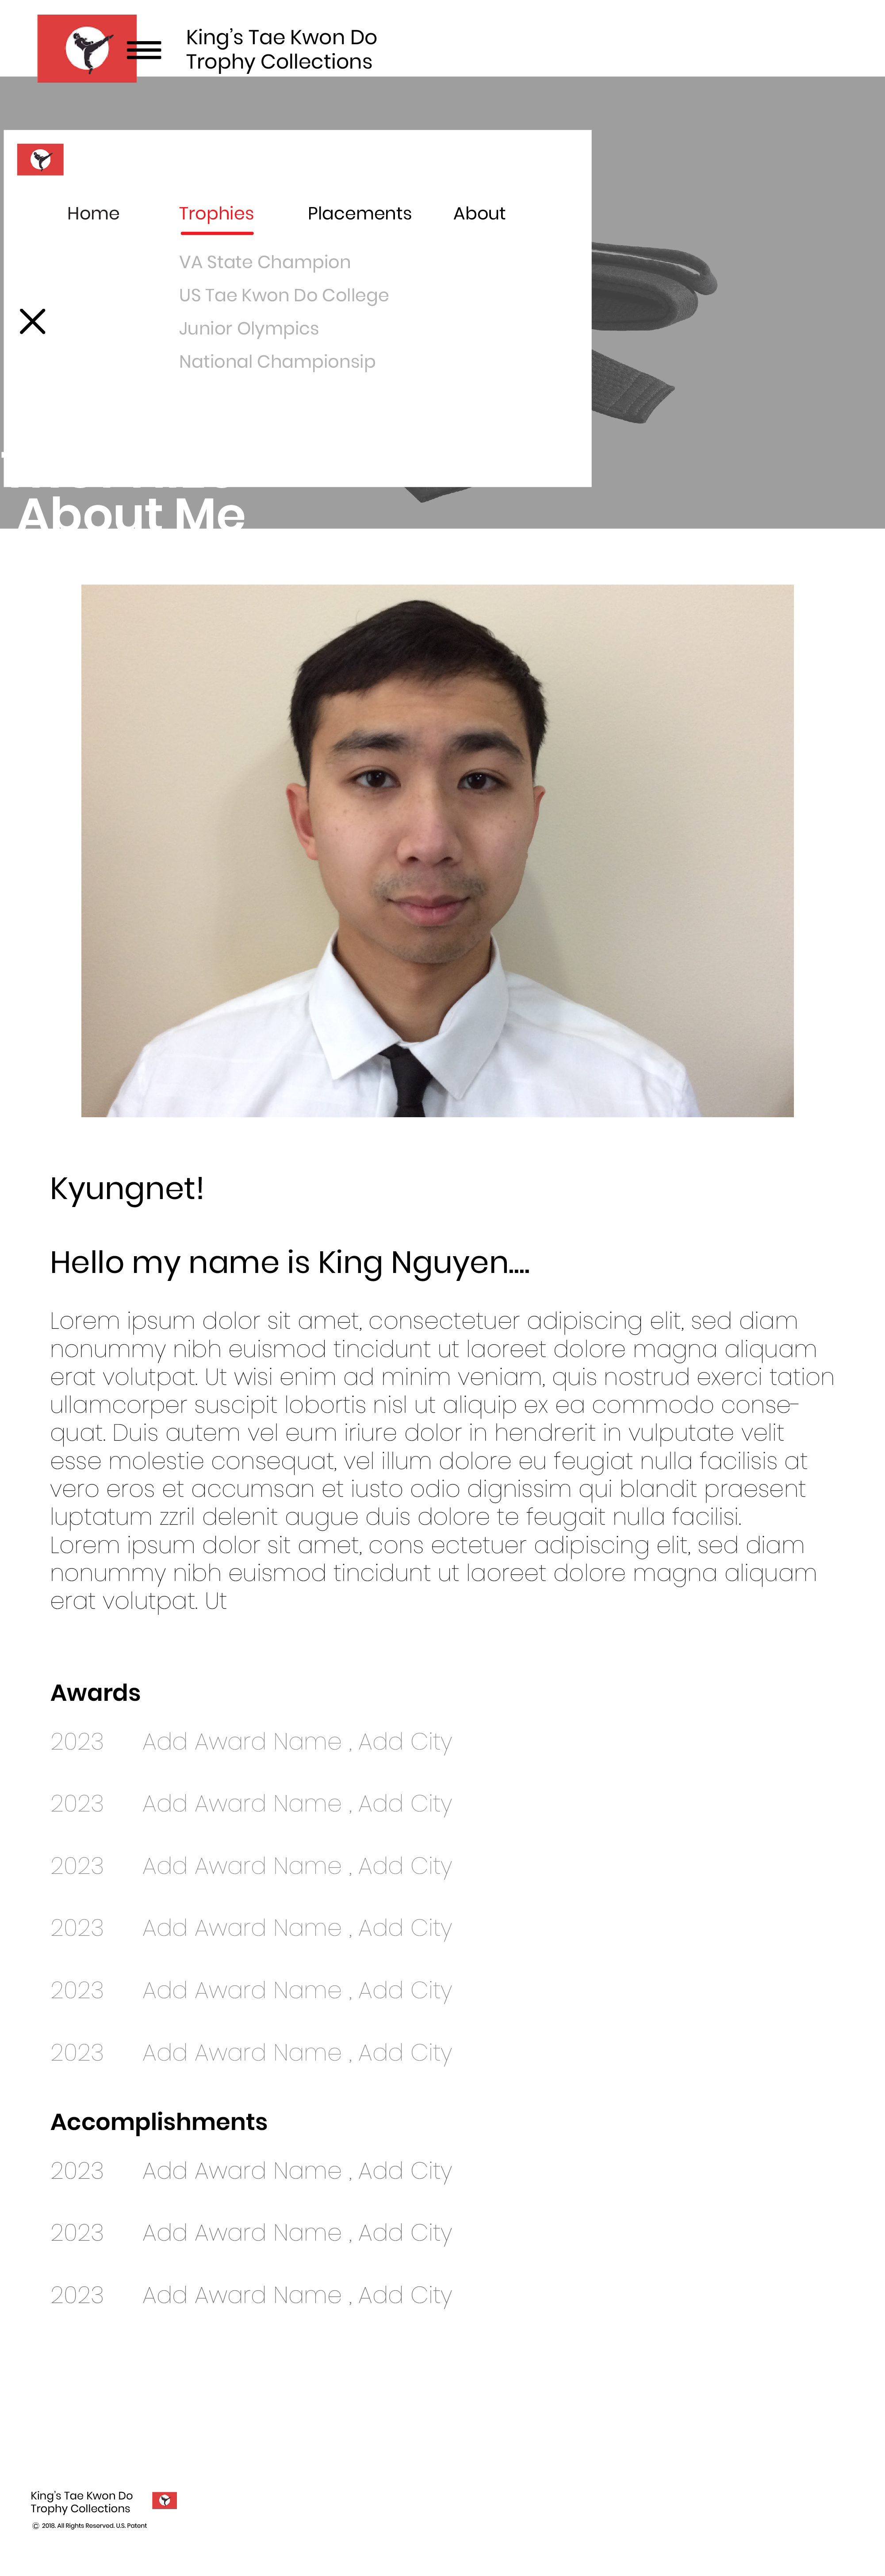 King's Tae Kwon Do
Trophy Collections
Home Trophies Placements About
VA State Champion
US Tae Kwon Do College
Junior Olympics
National Championsip
About Me
Kyungnet!
Hello my name is King Nguyen....
Lorem ipsum dolor sit amet, consectetuer adipiscing elit, sed diam
nonummy nibh euismod tincidunt ut laoreet dolore magna aliquam
erat volutpat. Ut wisi enim ad minim veniam, quis nostrud exerci tation
ullamcorper suscipit lobortis nisl ut aliquip ex ea commodo conse-
quat. Duis autem vel eum iriure dolor in hendrerit in vulputate velit
esse molestie consequat, vel illum dolore eu feugiat nulla facilisis at
vero eros et accumsan et iusto odio dignissim qui blandit praesent
luptatum zzril delenit augue duis dolore te feugait nulla facilisi.
Lorem ipsum dolor sit amet, cons ectetuer adipiscing elit, sed diam
nonummy nibh euismod tincidunt ut laoreet dolore magna aliquam
erat volutpat. Ut
Awards
2023 Add Award Name , Add City
2023 Add Award Name , Add City
2023 Add Award Name , Add City
2023 Add Award Name , Add City
2023 Add Award Name , Add City
2023 Add Award Name , Add City
Accomplishments
2023 Add Award Name , Add City
2023 Add Award Name , Add City
2023 Add Award Name , Add City
King's Tae Kwon Do
Trophy Collections
© 2018. All Rights Reserved. U.S. Patent